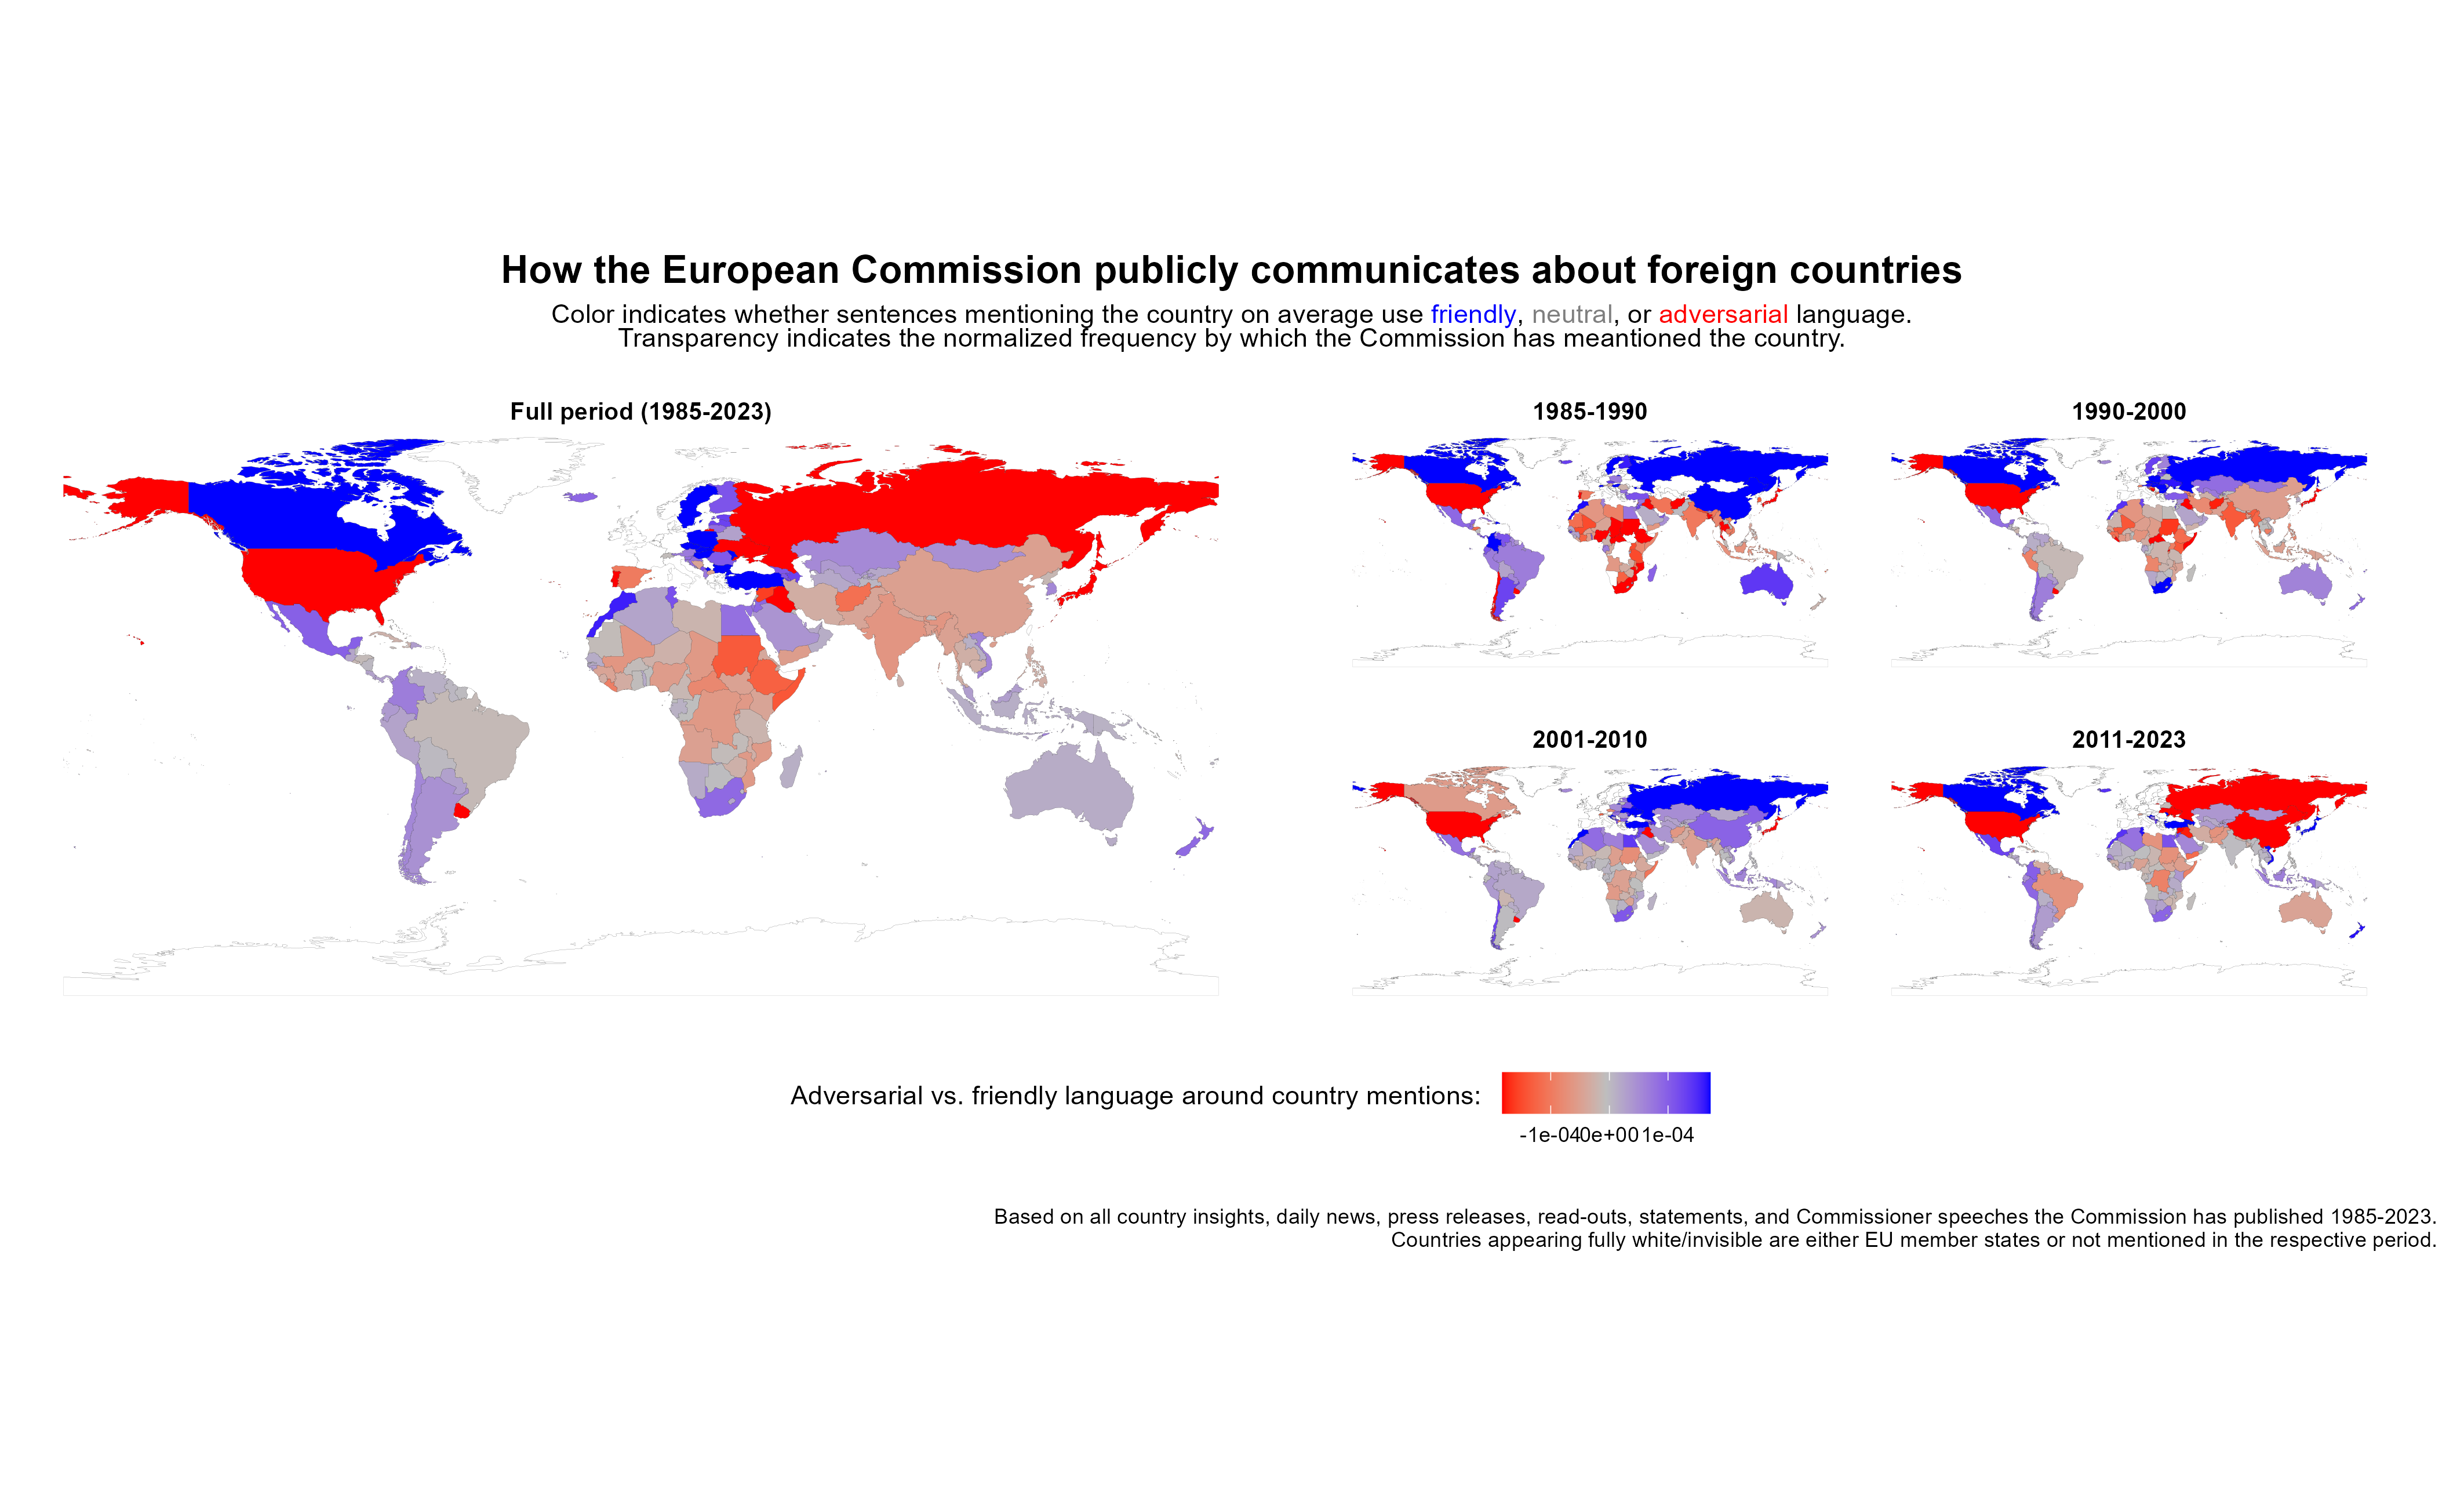 How the European Commission publicly communicates about foreign countries
Color indicates whether sentences mentioning the country on average use friendly, neutral, or adversarial language.
Transparency indicates the normalized frequency by which the Commission has meantioned the country.
Full period (1985-2023)
1985-1990
1990-2000
2001-2010
2011-2023
Adversarial vs. friendly language around country mentions:
-1e-04 0e+00 1e-04
Based on all country insights, daily news, press releases, read-outs, statements, and Commissioner speeches the Commission has published 1985-2023.
Countries appearing fully white/invisible are either EU member states or not mentioned in the respective period.